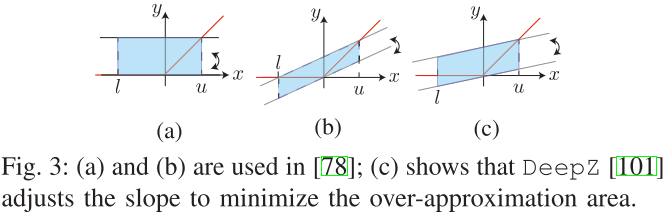 y
l
u
x
(a)
y
l
u
x
(b)
y
l
u
x
(c)
Fig. 3: (a) and (b) are used in [78]; (c) shows that DeepZ [101]
adjusts the slope to minimize the over-approximation area.